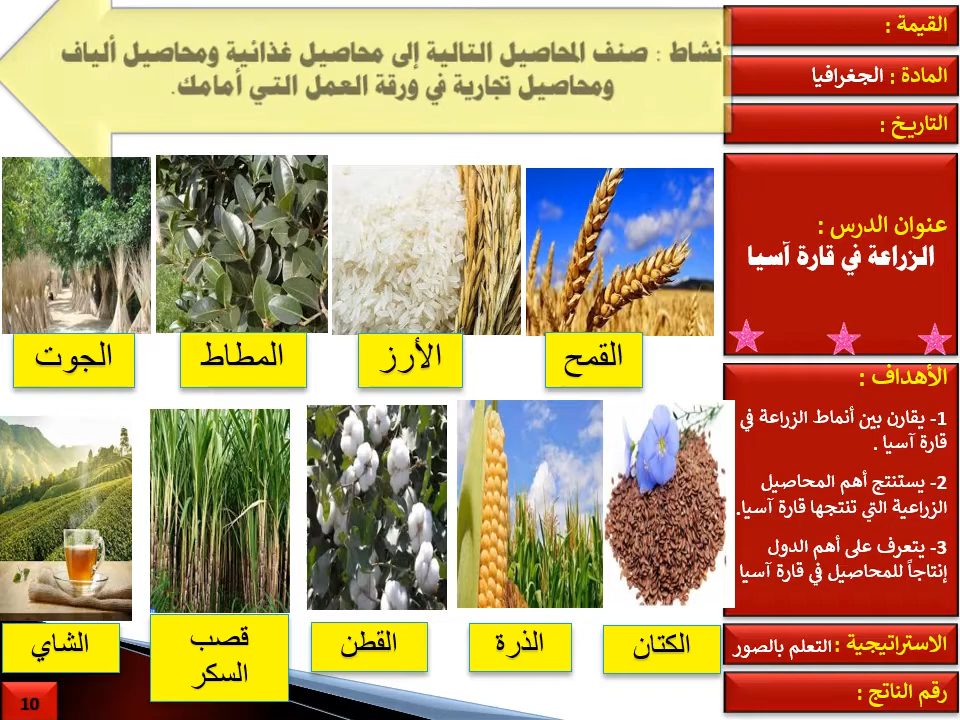 نشاط : صنف المحاصيل التالية إلى محاصيل غذائية ومحاصيل ألياف
ومحاصيل تجارية في ورقة العمل التي أمامك.
القيمة :
المادة : الجغرافيا
التاريخ :
عنوان الدرس :
الزراعة في قارة آسيا
الأهداف :
1- يقارن بين أنماط الزراعة في
قارة آسيا .
2- يستنتج أهم المحاصيل
الزراعية التي تنتجها قارة آسيا.
3- يتعرف على أهم الدول
إنتاجاً للمحاصيل في قارة آسيا
الاستراتيجية : التعلم بالصور
رقم الناتج :
القمح
الأرز
المطاط
الجوت
الكتان
الذرة
القطن
قصب
السكر
الشاي
10